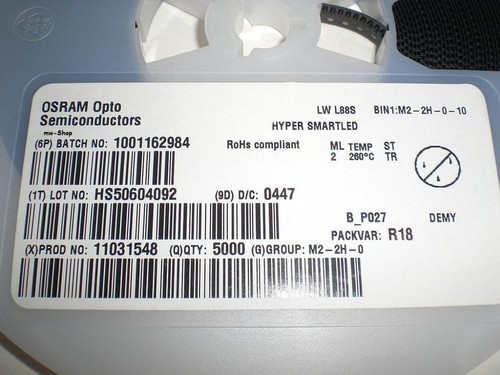 OSRAM Opto LW L88S BIN1:M2-2H-0-10
Semiconductors HYPER SMARTLED
mw-Shop
(6P) BATCH NO: 1001162984 RoHs compliant ML TEMP ST
2 260°C TR
(1T) LOT NO: HS50604092 (9D) D/C: 0447
B_P027 DEMY
PACKVAR: R18
(X)PROD NO: 11031548 (Q)QTY: 5000 (G)GROUP: M2-2H-0